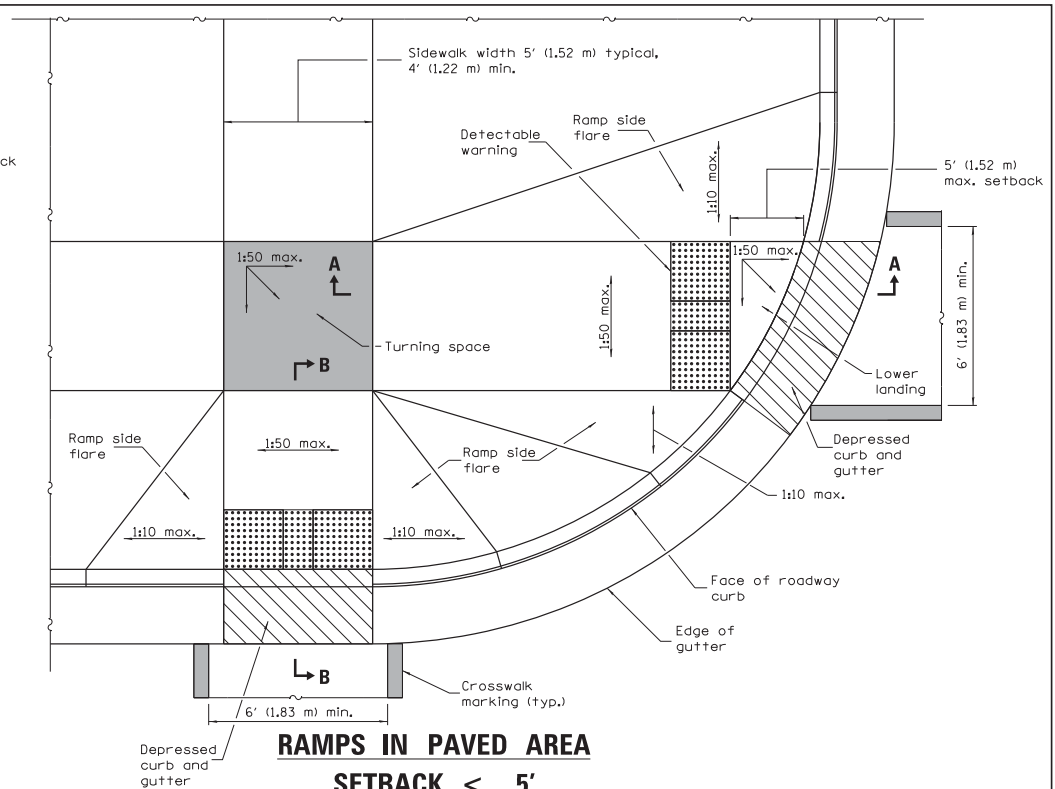 Sidewalk width 5' (1.52 m) typical,
4' (1.22 m) min.
ck
Detectable
warning
Ramp side
flare
1:10 max.
5' (1.52 m)
max. setback
1:50 max.
A
1:50 max.
1:50 max.
A
Turning space
B
6' (1.83 m) min.
Lower
landing
Ramp side
flare
1:50 max.
Ramp side
flare
Depressed
curb and
gutter
1:10 max.
1:10 max.
1:10 max.
Face of roadway
curb
Edge of
gutter
B
Crosswalk
marking (typ.)
6' (1.83 m) min.
Depressed
curb and
gutter
RAMPS IN PAVED AREA
SETBACK < 5'